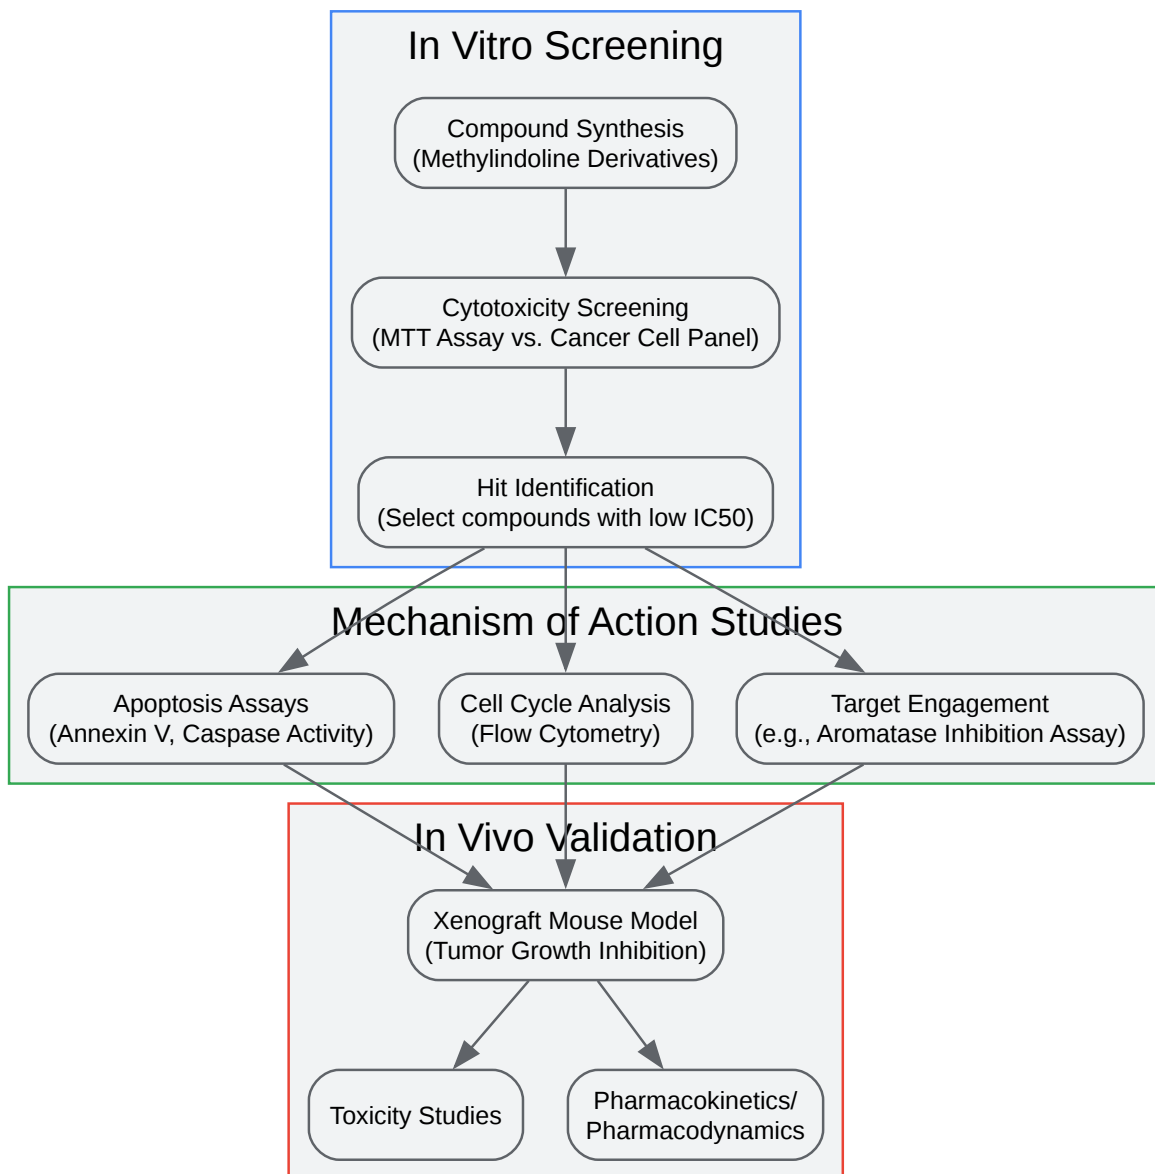 In Vitro Screening
Compound Synthesis
(Methylindoline Derivatives)
Cytotoxicity Screening
(MTT Assay vs. Cancer Cell Panel)
Hit Identification
(Select compounds with low IC50)
Mechanism of Action Studies
Apoptosis Assays
(Annexin V, Caspase Activity)
Cell Cycle Analysis
(Flow Cytometry)
Target Engagement
(e.g., Aromatase Inhibition Assay)
In Vivo Validation
Xenograft Mouse Model
(Tumor Growth Inhibition)
Toxicity Studies
Pharmacokinetics/
Pharmacodynamics